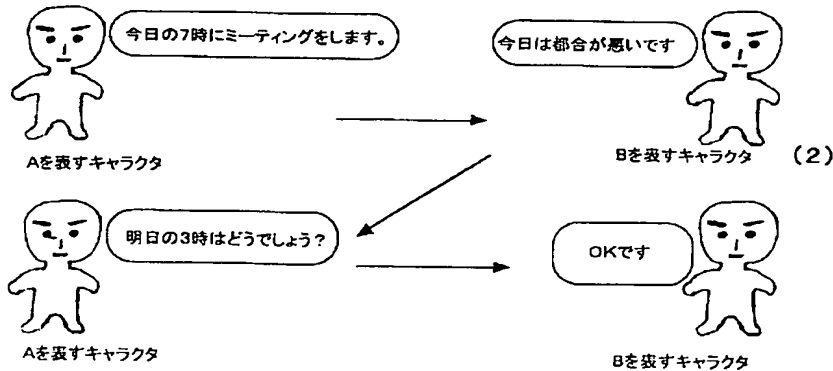 今日の7時にミーティングをします。
今日は都合が悪いです
Aを表すキャラクタ
Bを表すキャラクタ
(2)
明日の3時はどうでしょう?
OKです
Aを表すキャラクタ
Bを表すキャラクタ